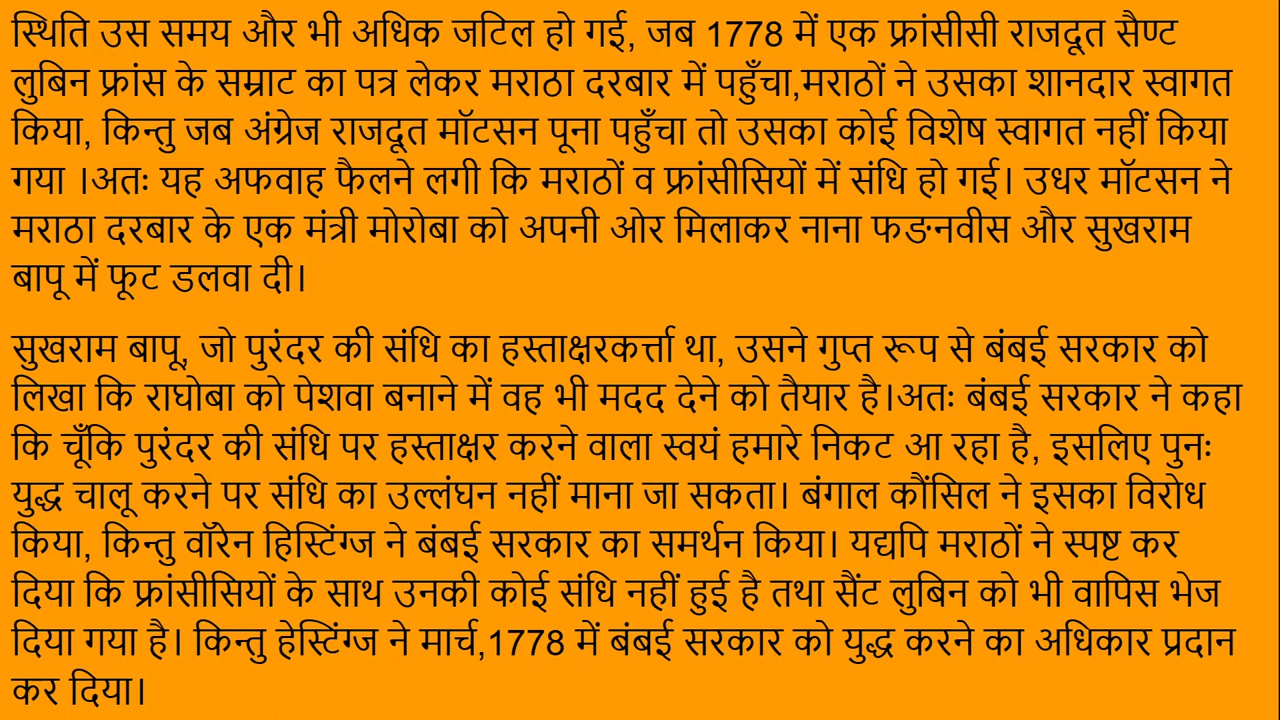 स्थिति उस समय और भी अधिक जटिल हो गई, जब 1778 में एक फ्रांसीसी राजदूत सैण्ट
लुबिन फ्रांस के सम्राट का पत्र लेकर मराठा दरबार में पहुँचा,मराठों ने उसका शानदार स्वागत
किया, किन्तु जब अंग्रेज राजदूत मॉटसन पूना पहुँचा तो उसका कोई विशेष स्वागत नहीं किया
गया ।अतः यह अफवाह फैलने लगी कि मराठों व फ्रांसीसियों में संधि हो गई। उधर मॉटसन ने
मराठा दरबार के एक मंत्री मोरोबा को अपनी ओर मिलाकर नाना फङनवीस और सुखराम
बापू में फूट डलवा दी।
सुखराम बापू, जो पुरंदर की संधि का हस्ताक्षरकर्त्ता था, उसने गुप्त रूप से बंबई सरकार को
लिखा कि राघोबा को पेशवा बनाने में वह भी मदद देने को तैयार है।अतः बंबई सरकार ने कहा
कि चूँकि पुरंदर की संधि पर हस्ताक्षर करने वाला स्वयं हमारे निकट आ रहा है, इसलिए पुनः
युद्ध चालू करने पर संधि का उल्लंघन नहीं माना जा सकता। बंगाल कौंसिल ने इसका विरोध
किया, किन्तु वॉरेन हिस्टिंग्ज ने बंबई सरकार का समर्थन किया। यद्यपि मराठों ने स्पष्ट कर
दिया कि फ्रांसीसियों के साथ उनकी कोई संधि नहीं हुई है तथा सैंट लुबिन को भी वापिस भेज
दिया गया है। किन्तु हेस्टिंग्ज ने मार्च,1778 में बंबई सरकार को युद्ध करने का अधिकार प्रदान
कर दिया।